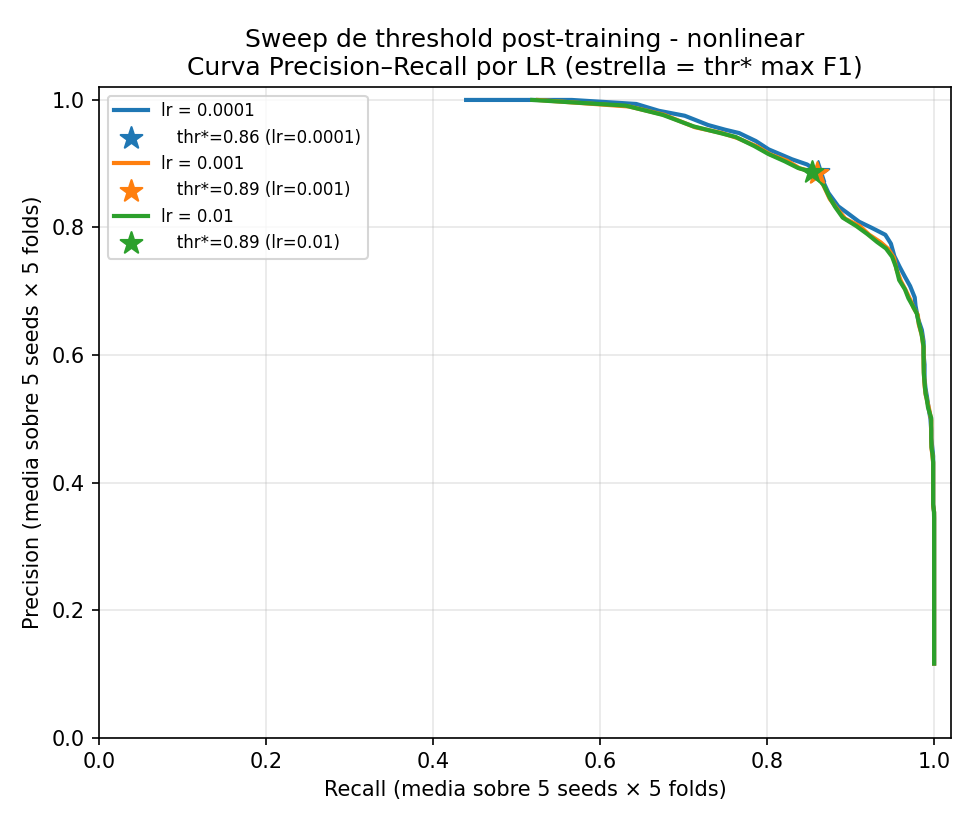 Sweep de threshold post-training - nonlinear
Curva Precision–Recall por LR (estrella = thr* max F1)
lr = 0.0001
thr*=0.86 (lr=0.0001)
lr = 0.001
thr*=0.89 (lr=0.001)
lr = 0.01
thr*=0.89 (lr=0.01)
Precision (media sobre 5 seeds × 5 folds)
1.0
0.8
0.6
0.4
0.2
0.0
0.0 0.2 0.4 0.6 0.8 1.0
Recall (media sobre 5 seeds × 5 folds)